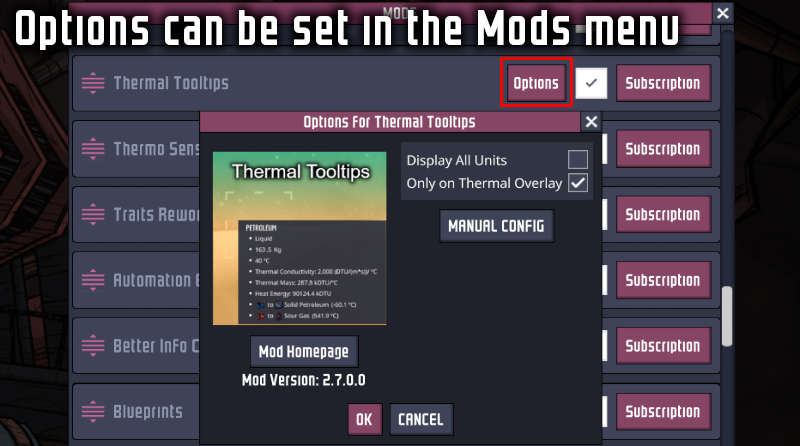 MODS
Options can be set in the Mods menu
Thermal Tooltips
Options
Subscription
Options For Thermal Tooltips
Thermo Sens
Subscription
Traits Rewor
Subscription
Automation E
Subscription
Better Info C
Subscription
Blueprints
Subscription
Thermal Tooltips
PETROLEUM
• Liquid
• 163.5 Kg
• 40 °C
• Thermal Conductivity: 2.000 (DTU/(m*s))/°C
• Thermal Mass: 287.8 kDTU/°C
• Heat Energy: 90124.4 kDTU
• to Solid Petroleum (-60.1 °C)
• to Sour Gas (541.9 °C)
Display All Units
Only on Thermal Overlay
MANUAL CONFIG
Mod Homepage
Mod Version: 2.7.0.0
OK
CANCEL